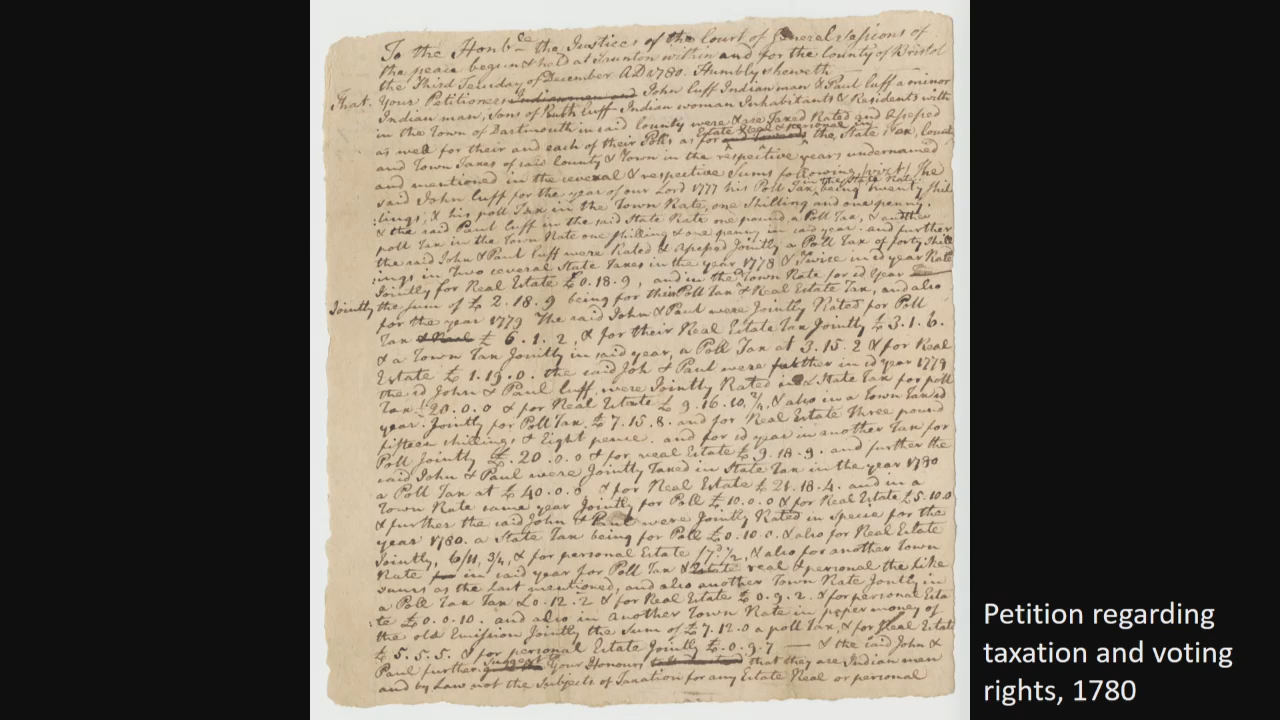 To the Honble the Justices of the Court of General Sessions of
the peace begun & held at Taunton within and for the County of Bristol
the Third Tuesday of December AD 1780. Humbly sheweth
That. Your Petitioners Indian men and John Cuff Indian man & Paul Cuff a minor
Indian man, sons of Ruth Cuff Indian woman Inhabitants & Residents with
in the Town of Dartmouth in said County were & are Taxed Rated and Assessed
as well for their and each of their Polls as for Estate Real & personal in the State Tax, County
and Town Taxes of said County & Town in the respective years undernamed
and mentioned in the several & respective Sums following (vizt) The
said John Cuff for the year of our Lord 1777 his Poll Tax in the State Rate being twenty shil
lings, & his poll Tax in the Town Rate, one Shilling and one penny.
& the said Paul Cuff in the said State Rate one pound, a Poll Tax, & another
poll Tax in the Town Rate one shilling & one penny in said year. and further
the said John & Paul Cuff were Rated & Assessed Jointly a Poll Tax of forty Shill
ings in Two several State Taxes in the year 1778 & Twice in sd year Rated
Jointly for Real Estate £0.18.9, and in the Town Rate for sd Year
Jointly the sum of £ 2.18.9 being for their Poll Tax & Real Estate Tax, and also
for the year 1779 The said John & Paul were Jointly Rated for Poll
Tax & Real £ 6.1.2, & for their Real Estate Tax Jointly £3.1.6.
& a Town Tax Jointly in said year, a Poll Tax at 3.15.2 & for Real
Estate £ 1.19.0. the said Joh & Paul were further in sd year 1779
the sd John & Paul Cuff were Jointly Rated in a State Tax for poll
Tax £20.0.0 & for Real Estate £ 9.16.10.2/4. & also in a Town Tax sd
year. Jointly for Poll Tax £7.15.8. and for Real Estate Three pound
fifteen shillings & Eight pence. and for sd year in another Tax for
Poll Jointly £.20.0.0 & for real Estate £9.18.9. and further the
said John & Paul were Jointly Taxed in State Tax in the year 1780
a Poll Tax at £40.0.0 & for Real Estate £21.18.4. and in a
Town Rate same year Jointly for Poll £10.0.0 & for Real Estate £5.10.0
& further the said John & Paul were Jointly Rated in Specie for the
year 1780. a State Tax being for Poll £0.10.0. & also for Real Estate
Jointly, 6/11, 3/4, & for personal Estate /7d.1/2, & also for another Town
Rate for in said year for Poll Tax & Estate real & personal the Like
sums as the last mentioned, and also another Town Rate Jointly in
a Poll Tax Tax £0.12.2 & for Real Estate £0.9.2. & for personal Esta
te £0.0.10. and also in another Town Rate in paper money of
the old Emission Jointly the Sum of £7.12.0 a poll Tax, & for Real Estate
£5.5.5. & for personal Estate Jointly £.0.9.7 — & the said John &
Paul further Suggest to Your Honours that they are Indian men
and by Law not the Subjects of Taxation for any Estate Real or personal
Petition regarding
taxation and voting
rights, 1780